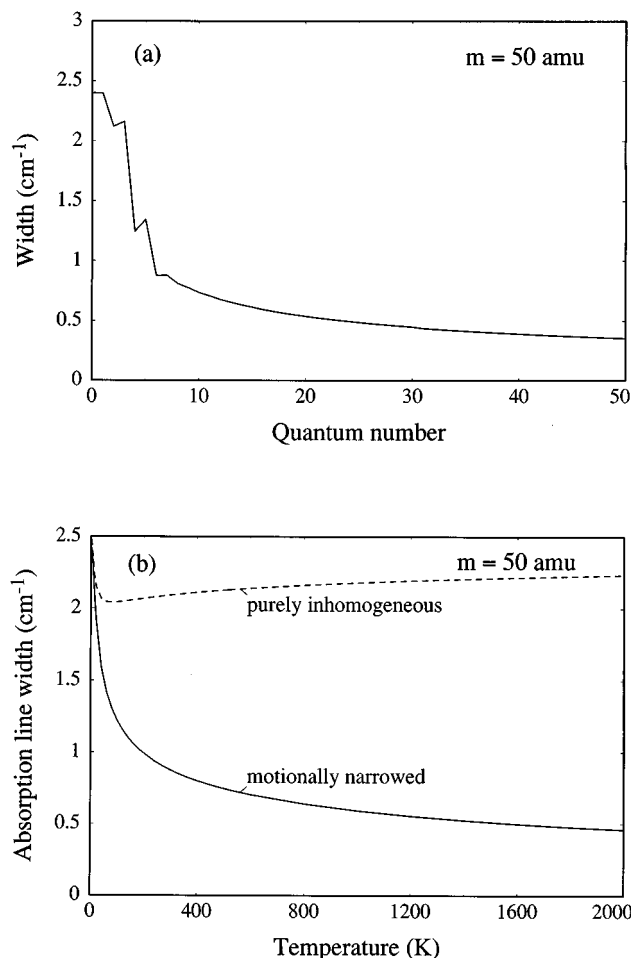 (a)
m = 50 amu
3
2.5
2
1.5
1
0.5
0
Width (cm-1)
0 10 20 30 40 50
Quantum number
(b)
m = 50 amu
2.5
2
1.5
1
0.5
0
Absorption line width (cm-1)
purely inhomogeneous
motionally narrowed
0 400 800 1200 1600 2000
Temperature (K)